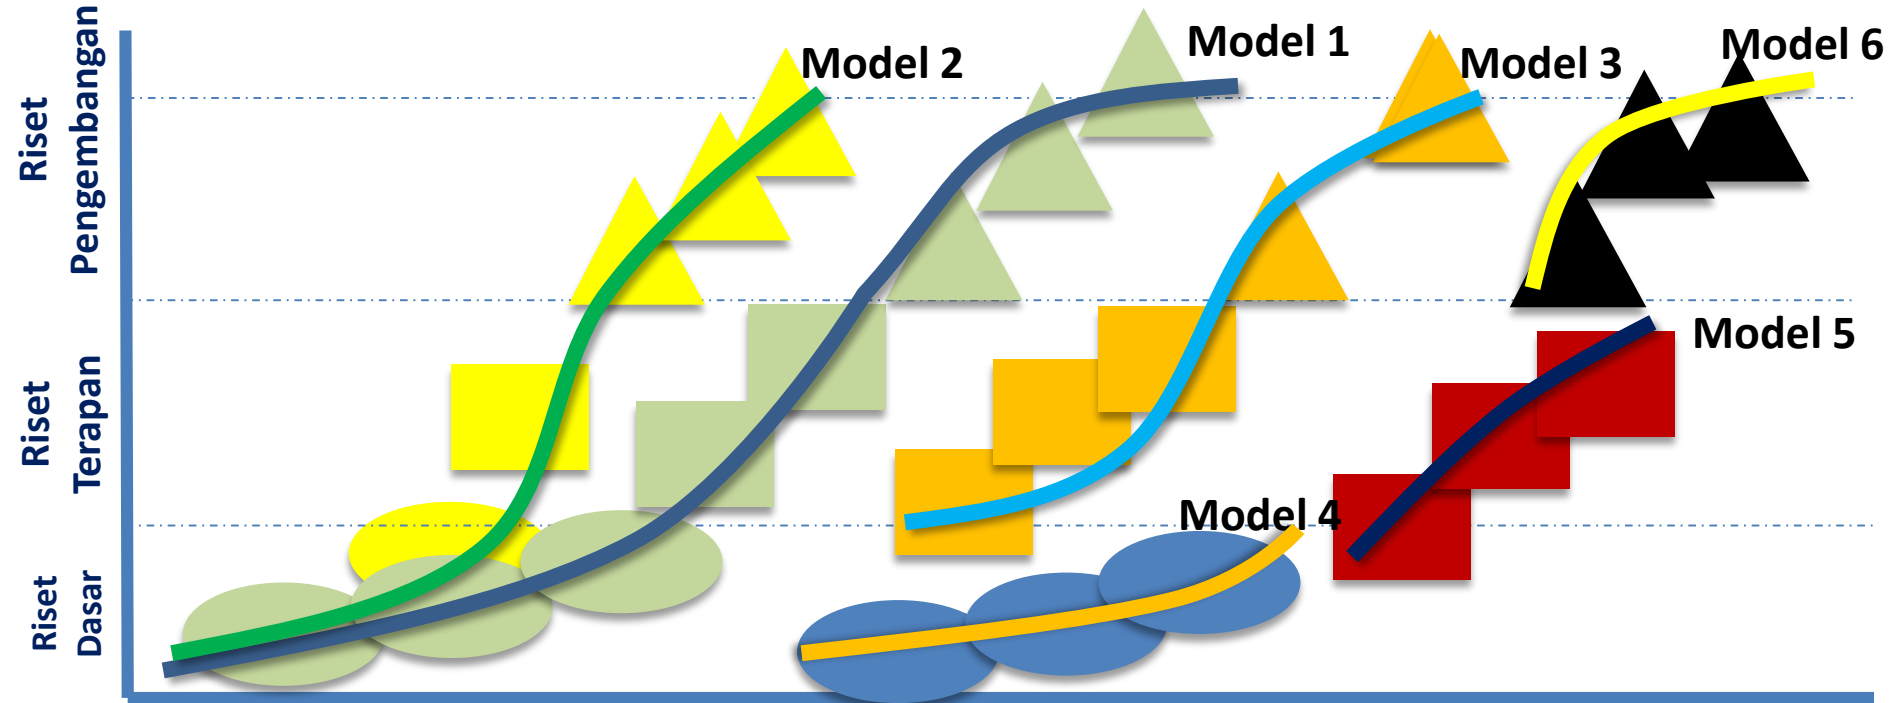 Riset
Pengembangan
Riset
Terapan
Riset
Dasar
Model 2
Model 1
Model 3
Model 6
Model 5
Model 4